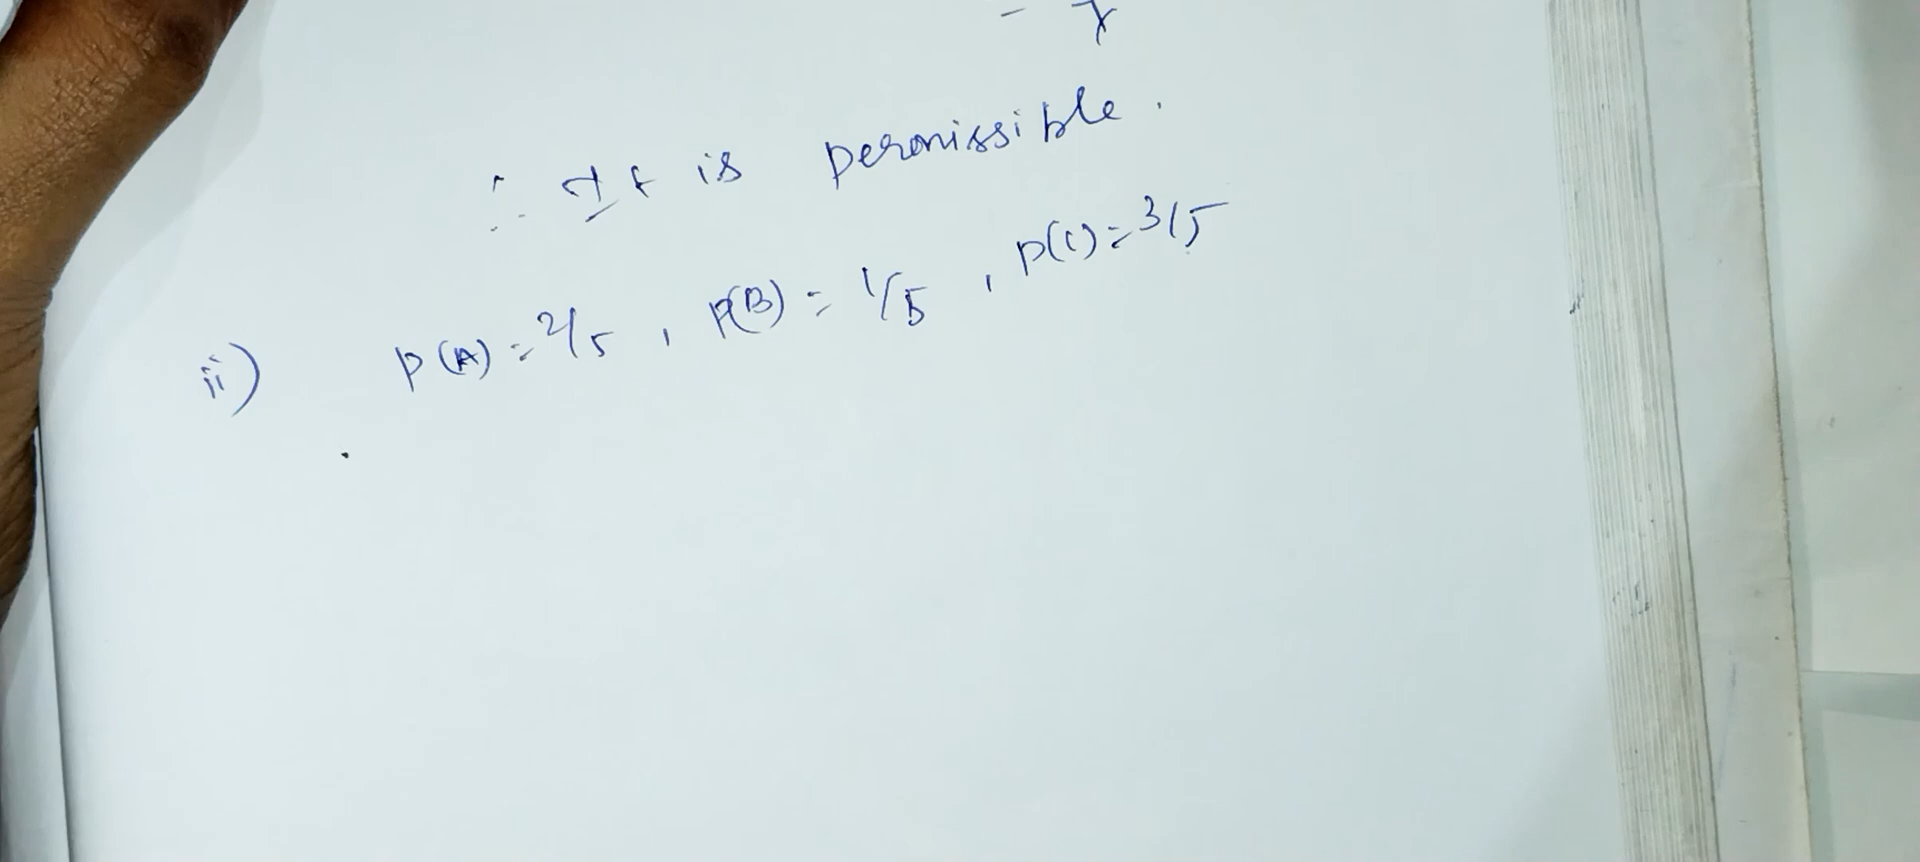 ∴ It is permissible.
ii) P(A) = 2/5, P(B) = 1/5, P(C) = 3/5